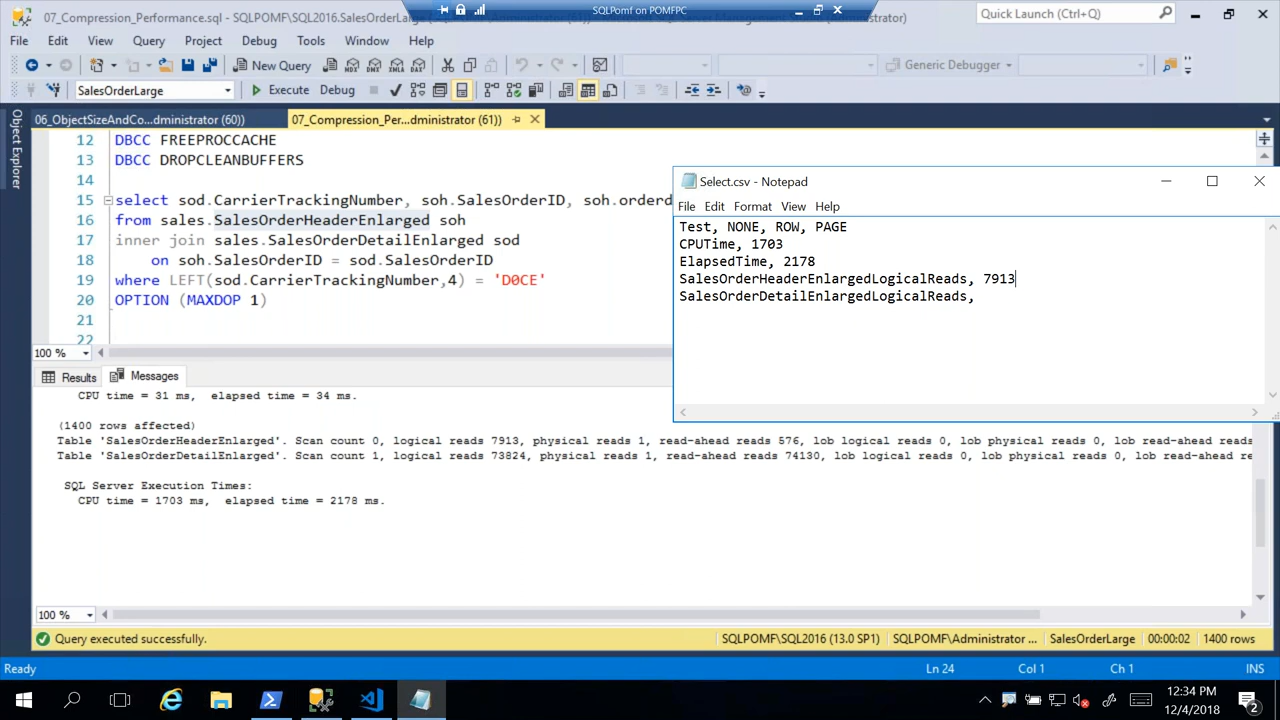 07_Compression_Performance.sql - SQLPOMF\SQL2016.SalesOrderLarge
SQLPomf on POMFPC
Quick Launch (Ctrl+Q)
File Edit View Query Project Debug Tools Window Help
New Query
MDX DMX XMLA DAX
Generic Debugger
SalesOrderLarge
Execute Debug
06_ObjectSizeAndCo...dministrator (60))
07_Compression_Per...dministrator (61))
Object Explorer
12 DBCC FREEPROCCACHE
13 DBCC DROPCLEANBUFFERS
14
15 select sod.CarrierTrackingNumber, soh.SalesOrderID, soh.orderd
16 from sales.SalesOrderHeaderEnlarged soh
17 inner join sales.SalesOrderDetailEnlarged sod
18 on soh.SalesOrderID = sod.SalesOrderID
19 where LEFT(sod.CarrierTrackingNumber,4) = 'D0CE'
20 OPTION (MAXDOP 1)
21
22
100 %
Select.csv - Notepad
File Edit Format View Help
Test, NONE, ROW, PAGE
CPUTime, 1703
ElapsedTime, 2178
SalesOrderHeaderEnlargedLogicalReads, 7913
SalesOrderDetailEnlargedLogicalReads,
Results Messages
CPU time = 31 ms, elapsed time = 34 ms.
(1400 rows affected)
Table 'SalesOrderHeaderEnlarged'. Scan count 0, logical reads 7913, physical reads 1, read-ahead reads 576, lob logical reads 0, lob physical reads 0, lob read-ahead reads
Table 'SalesOrderDetailEnlarged'. Scan count 1, logical reads 73824, physical reads 1, read-ahead reads 74130, lob logical reads 0, lob physical reads 0, lob read-ahead re
SQL Server Execution Times:
CPU time = 1703 ms, elapsed time = 2178 ms.
100 %
Query executed successfully.
SQLPOMF\SQL2016 (13.0 SP1)
SQLPOMF\Administrator ...
SalesOrderLarge
00:00:02
1400 rows
Ready
Ln 24
Col 1
Ch 1
INS
12:34 PM
12/4/2018
2